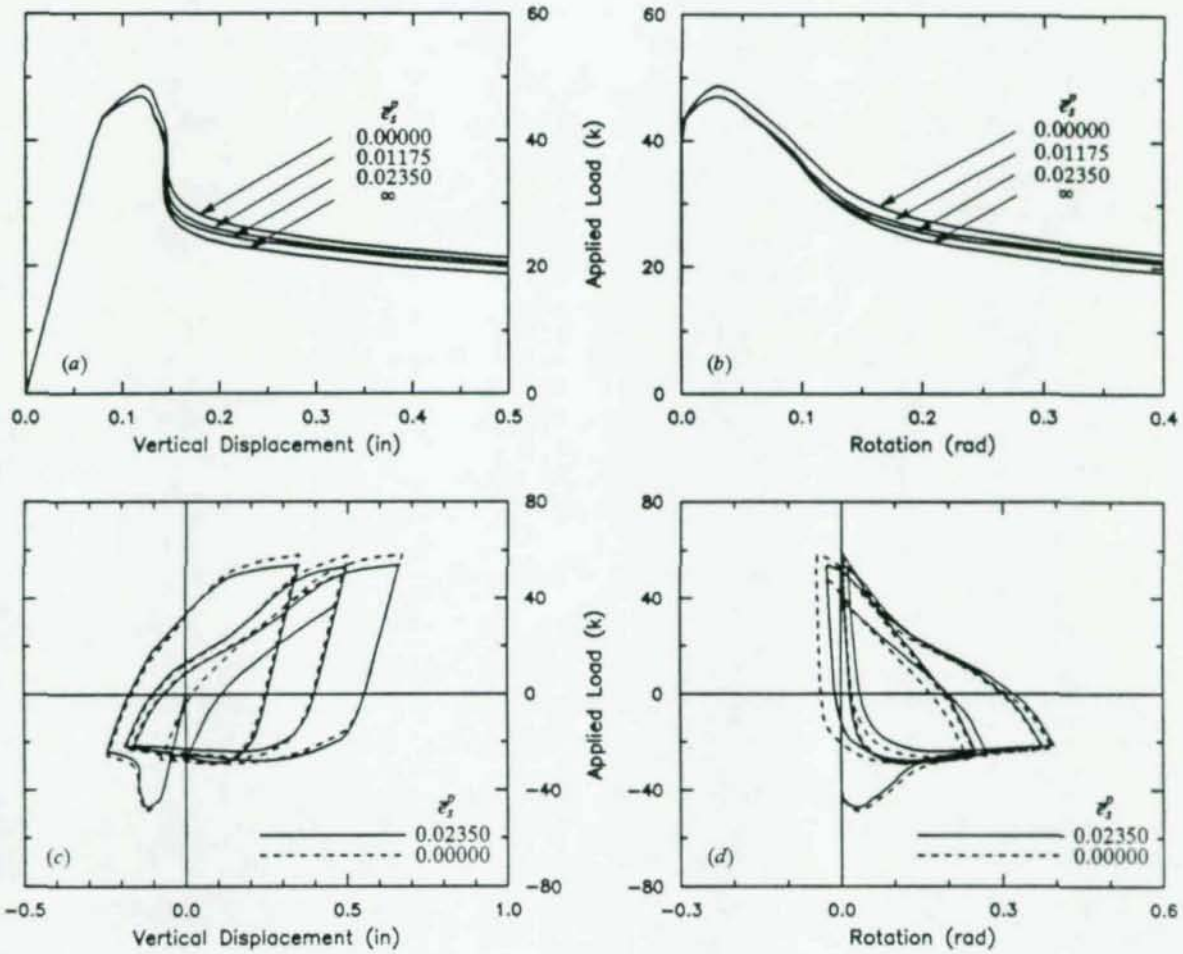 60
40
20
0
Applied Load (k)
ε̄ₛᵖ
0.00000
0.01175
0.02350
∞
(a)
0.0 0.1 0.2 0.3 0.4 0.5
Vertical Displacement (in)
60
40
20
0
ε̄ₛᵖ
0.00000
0.01175
0.02350
∞
(b)
0.0 0.1 0.2 0.3 0.4
Rotation (rad)
80
40
0
−40
−80
Applied Load (k)
ε̄ₛᵖ
0.02350
0.00000
(c)
−0.5 0.0 0.5 1.0
Vertical Displacement (in)
80
40
0
−40
−80
ε̄ₛᵖ
0.02350
0.00000
(d)
−0.3 0.0 0.3 0.6
Rotation (rad)